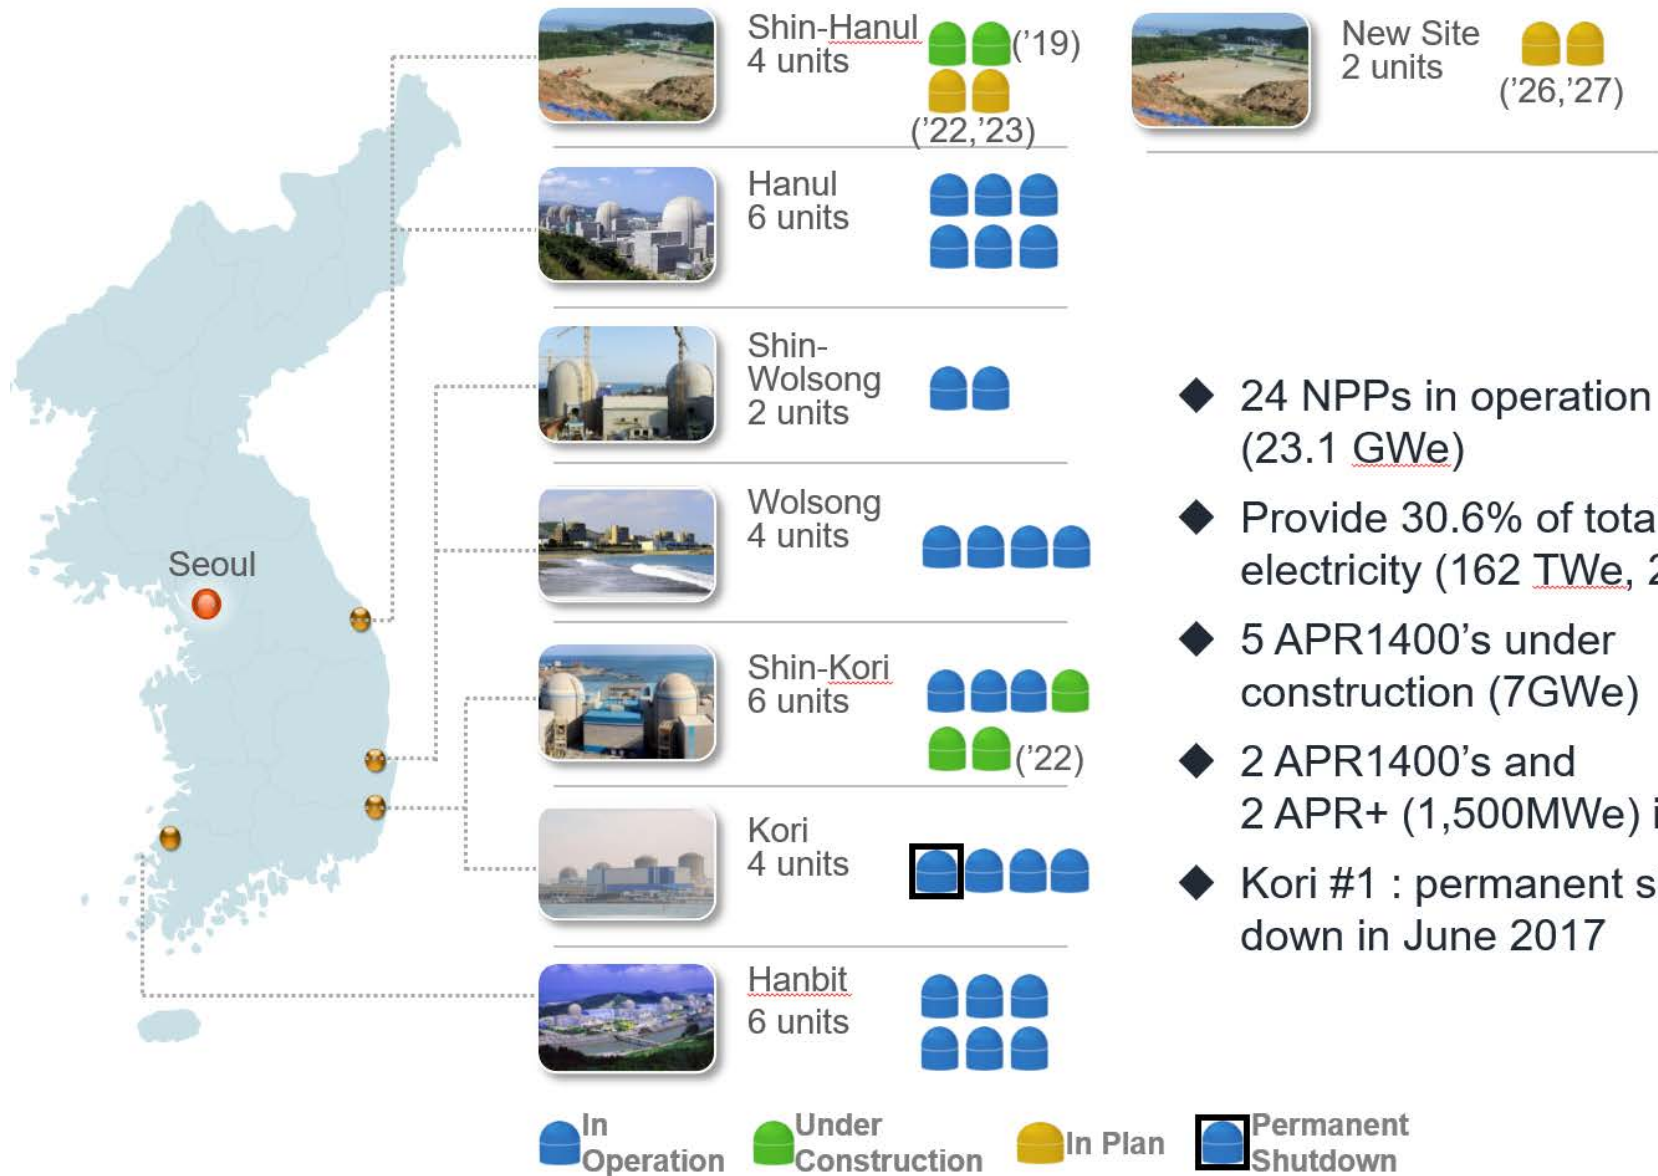 Shin-Hanul
4 units
('19)
('22,'23)
New Site
2 units
('26,'27)
Hanul
6 units
Shin-
Wolsong
2 units
Wolsong
4 units
Seoul
Shin-Kori
6 units
('22)
Kori
4 units
Hanbit
6 units
◆ 24 NPPs in operation
(23.1 GWe)
◆ Provide 30.6% of tota
electricity (162 TWe, 2
◆ 5 APR1400's under
construction (7GWe)
◆ 2 APR1400's and
2 APR+ (1,500MWe) i
◆ Kori #1 : permanent s
down in June 2017
In
Operation
Under
Construction
In Plan
Permanent
Shutdown